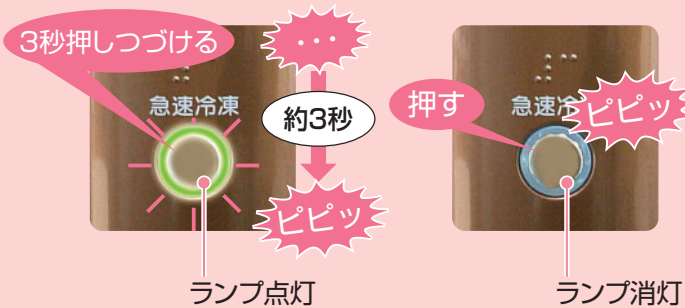 3秒押しつづける
・・・
急速冷凍
約3秒
ピピッ
ランプ点灯
押す
急速冷
ピピッ
ランプ消灯